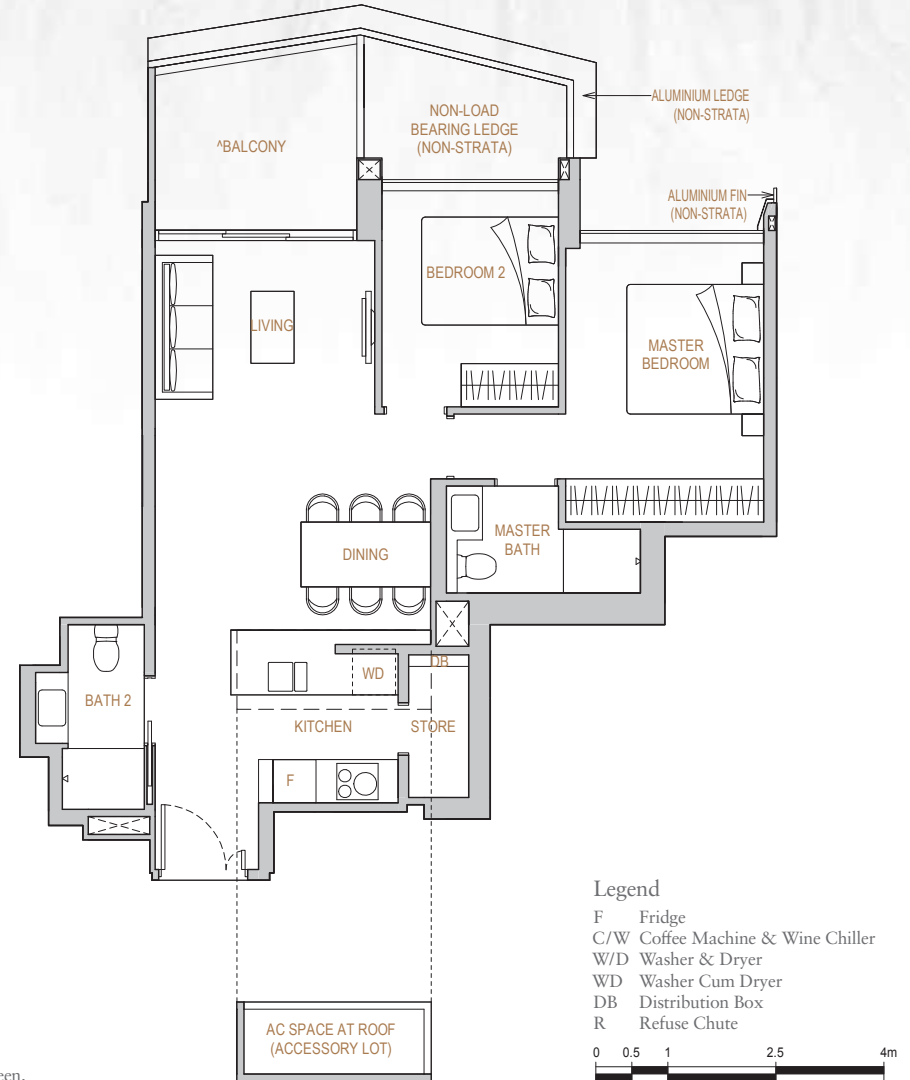 ALUMINIUM LEDGE
(NON-STRATA)
NON-LOAD
BEARING LEDGE
(NON-STRATA)
^BALCONY
ALUMINIUM FIN
(NON-STRATA)
BEDROOM 2
LIVING
MASTER
BEDROOM
MASTER
BATH
DINING
DB
WD
BATH 2
KITCHEN
STORE
F
AC SPACE AT ROOF
(ACCESSORY LOT)
Legend
F Fridge
C/W Coffee Machine & Wine Chiller
W/D Washer & Dryer
WD Washer Cum Dryer
DB Distribution Box
R Refuse Chute
0 0.5 1 2.5 4m
een.